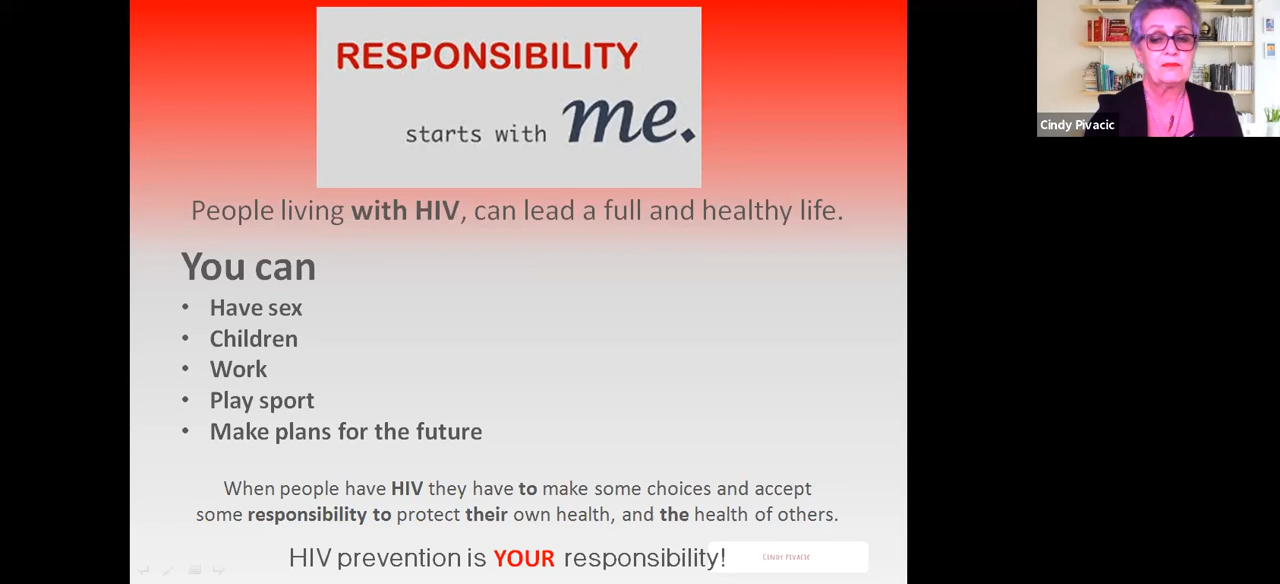 RESPONSIBILITY
starts with me.
People living with HIV, can lead a full and healthy life.
You can
• Have sex
• Children
• Work
• Play sport
• Make plans for the future
When people have HIV they have to make some choices and accept
some responsibility to protect their own health, and the health of others.
HIV prevention is YOUR responsibility!
Cindy Pivacic
Cindy Pivacic